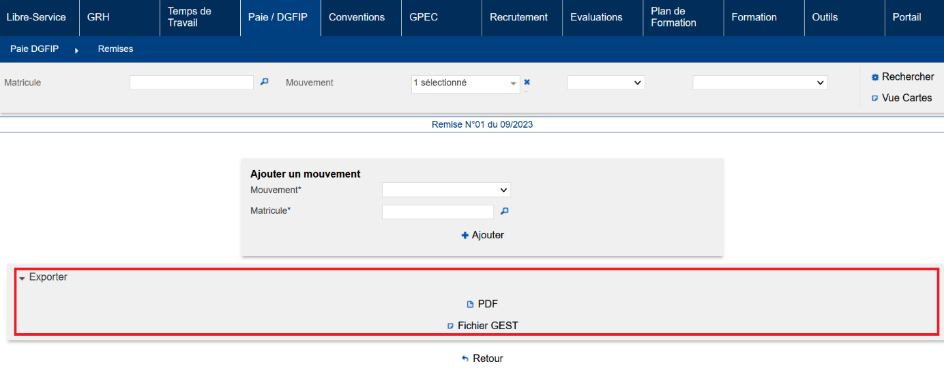 Libre-Service GRH Temps de Travail Paie / DGFIP Conventions GPEC Recrutement Evaluations Plan de Formation Formation Outils Portail
Paie DGFIP Remises
Matricule Mouvement 1 sélectionné Rechercher
Vue Cartes
Remise N°01 du 09/2023
Ajouter un mouvement
Mouvement*
Matricule*
Ajouter
Exporter
PDF
Fichier GEST
Retour